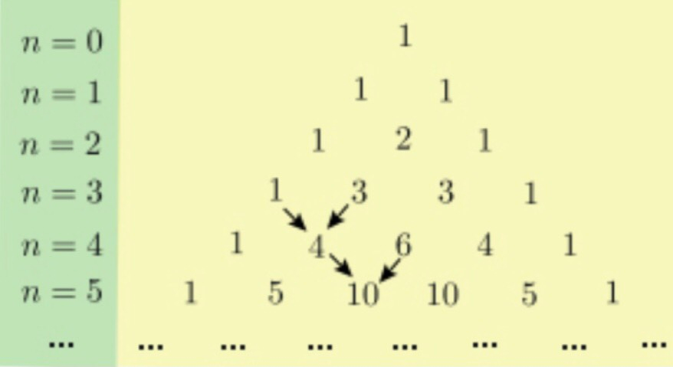 n = 0 1
n = 1 1 1
n = 2 1 2 1
n = 3 1 3 3 1
n = 4 1 4 6 4 1
n = 5 1 5 10 10 5 1
... ... ... ... ... ... ... ...